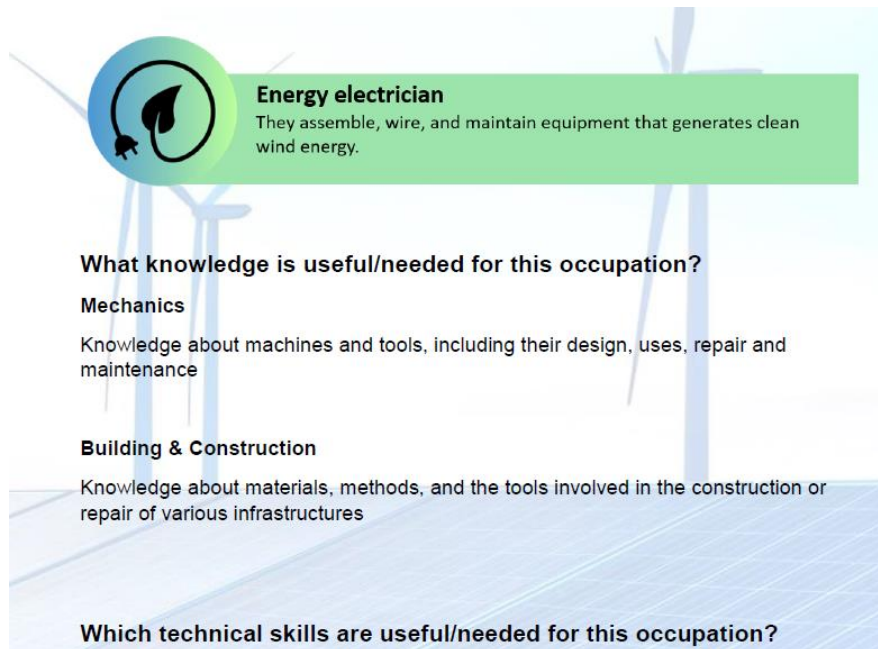 Energy electrician
They assemble, wire, and maintain equipment that generates clean
wind energy.
What knowledge is useful/needed for this occupation?
Mechanics
Knowledge about machines and tools, including their design, uses, repair and
maintenance
Building & Construction
Knowledge about materials, methods, and the tools involved in the construction or
repair of various infrastructures
Which technical skills are useful/needed for this occupation?